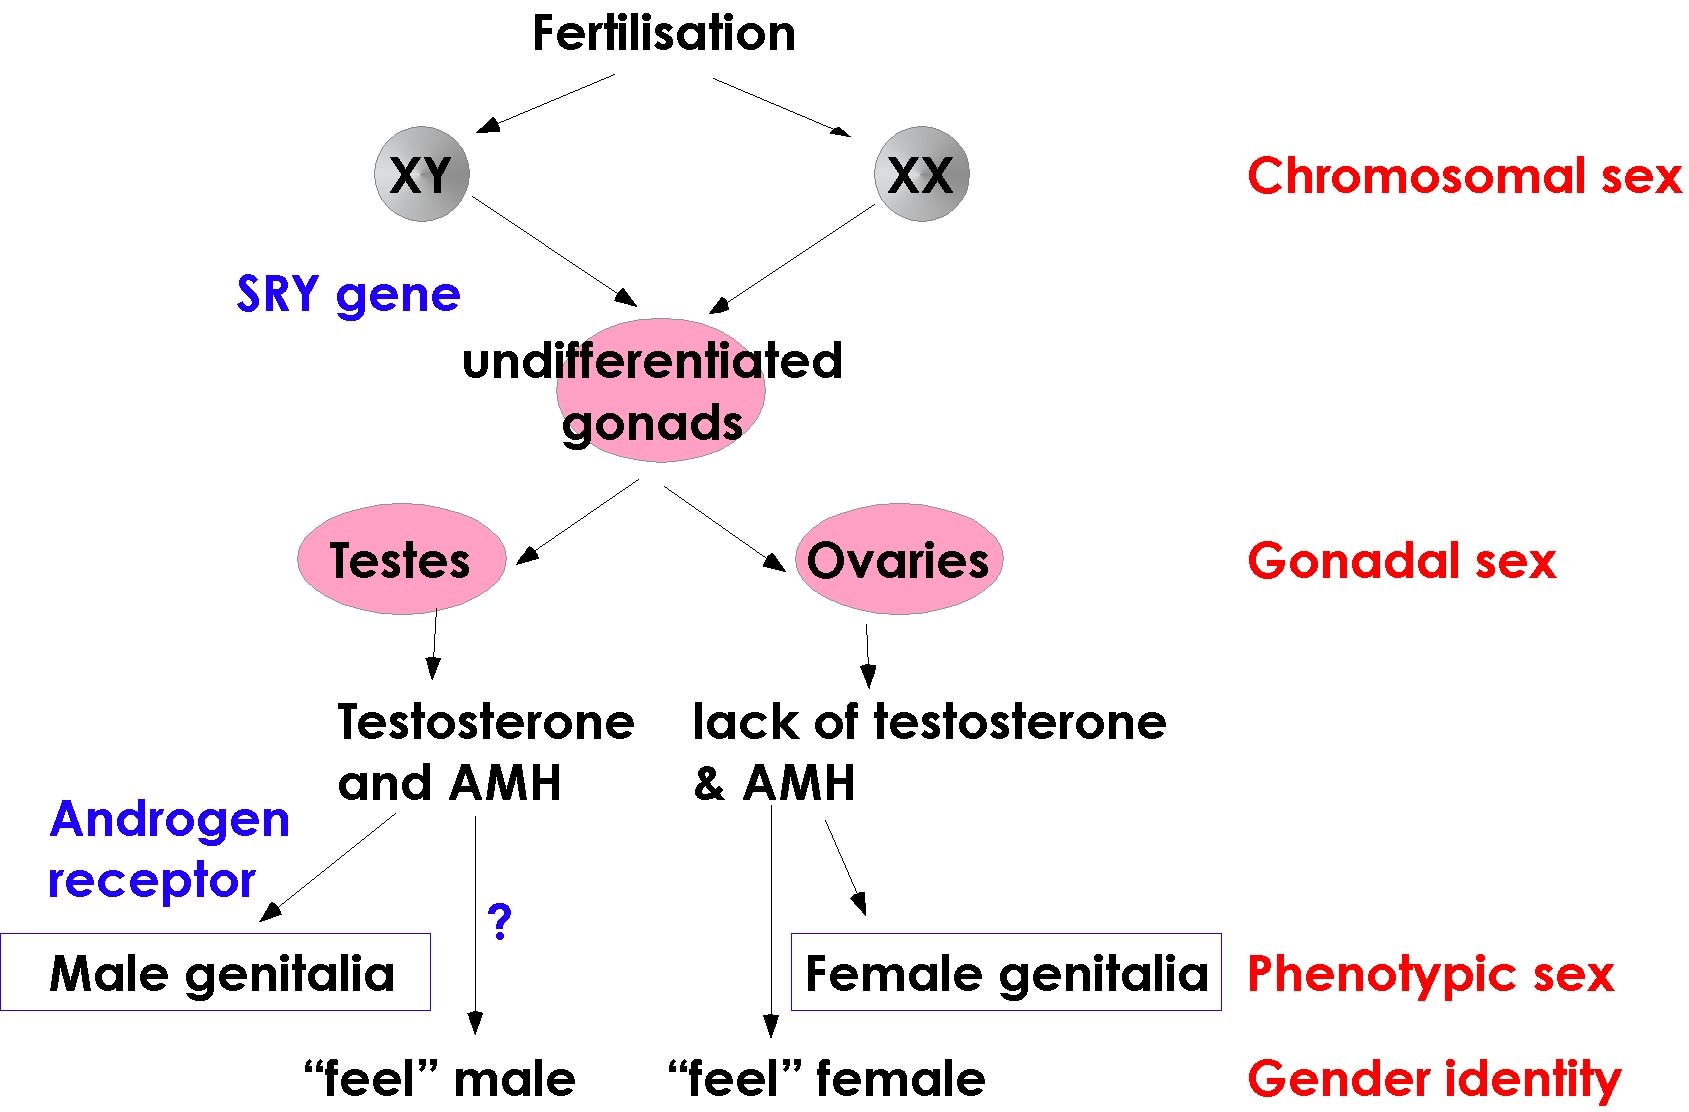 Fertilisation
XY
XX
Chromosomal sex
SRY gene
undifferentiated
gonads
Testes
Ovaries
Gonadal sex
Testosterone
and AMH
lack of testosterone
& AMH
Androgen
receptor
?
Male genitalia
Female genitalia
Phenotypic sex
“feel” male
“feel” female
Gender identity